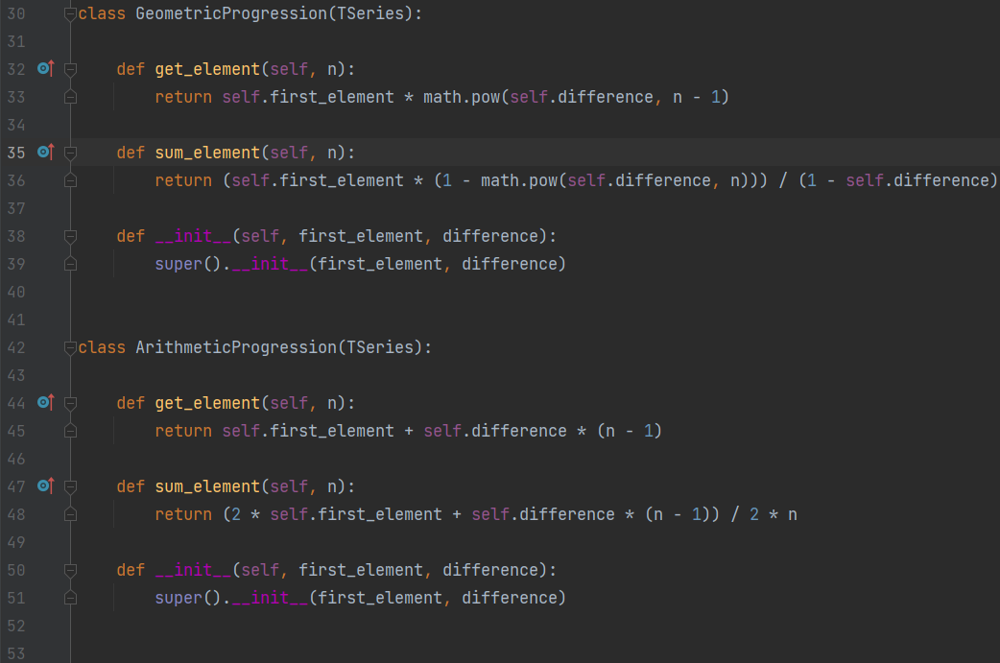 30 class GeometricProgression(TSeries):
31
32     def get_element(self, n):
33         return self.first_element * math.pow(self.difference, n - 1)
34
35     def sum_element(self, n):
36         return (self.first_element * (1 - math.pow(self.difference, n))) / (1 - self.difference)
37
38     def __init__(self, first_element, difference):
39         super().__init__(first_element, difference)
40
41
42 class ArithmeticProgression(TSeries):
43
44     def get_element(self, n):
45         return self.first_element + self.difference * (n - 1)
46
47     def sum_element(self, n):
48         return (2 * self.first_element + self.difference * (n - 1)) / 2 * n
49
50     def __init__(self, first_element, difference):
51         super().__init__(first_element, difference)
52
53